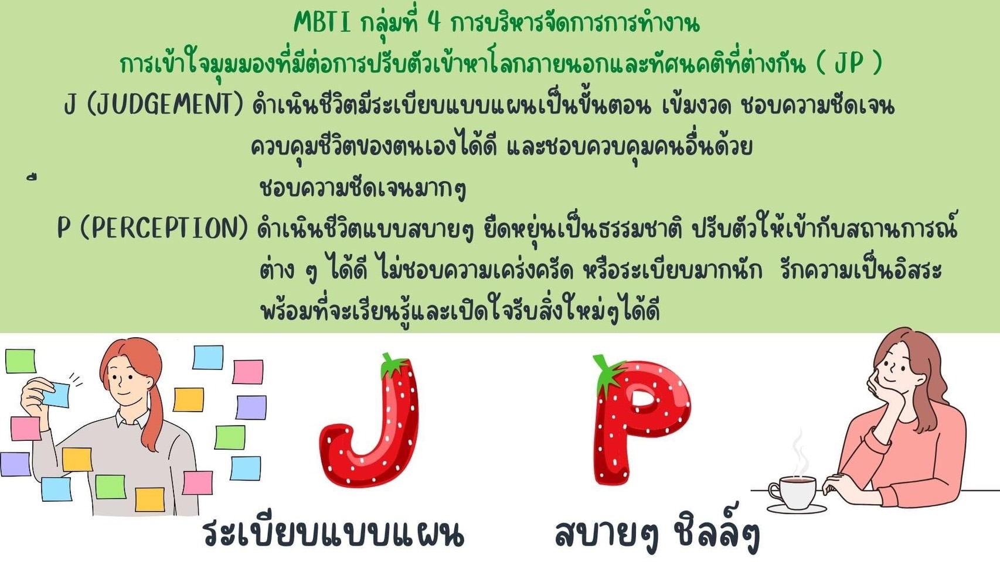 MBTI กลุ่มที่ 4 การบริหารจัดการการทำงาน
การเข้าใจมุมมองที่มีต่อการปรับตัวเข้าหาโลกภายนอกและทัศนคติที่ต่างกัน ( JP )
J (JUDGEMENT) ดำเนินชีวิตมีระเบียบแบบแผนเป็นขั้นตอน เข้มงวด ชอบความชัดเจน
ควบคุมชีวิตของตนเองได้ดี และชอบควบคุมคนอื่นด้วย
ชอบความชัดเจนมากๆ
P (PERCEPTION) ดำเนินชีวิตแบบสบายๆ ยืดหยุ่นเป็นธรรมชาติ ปรับตัวให้เข้ากับสถานการณ์
ต่าง ๆ ได้ดี ไม่ชอบความเคร่งครัด หรือระเบียบมากนัก รักความเป็นอิสระ
พร้อมที่จะเรียนรู้และเปิดใจรับสิ่งใหม่ๆได้ดี
J P
ระเบียบแบบแผน สบายๆ ชิลล์ๆ